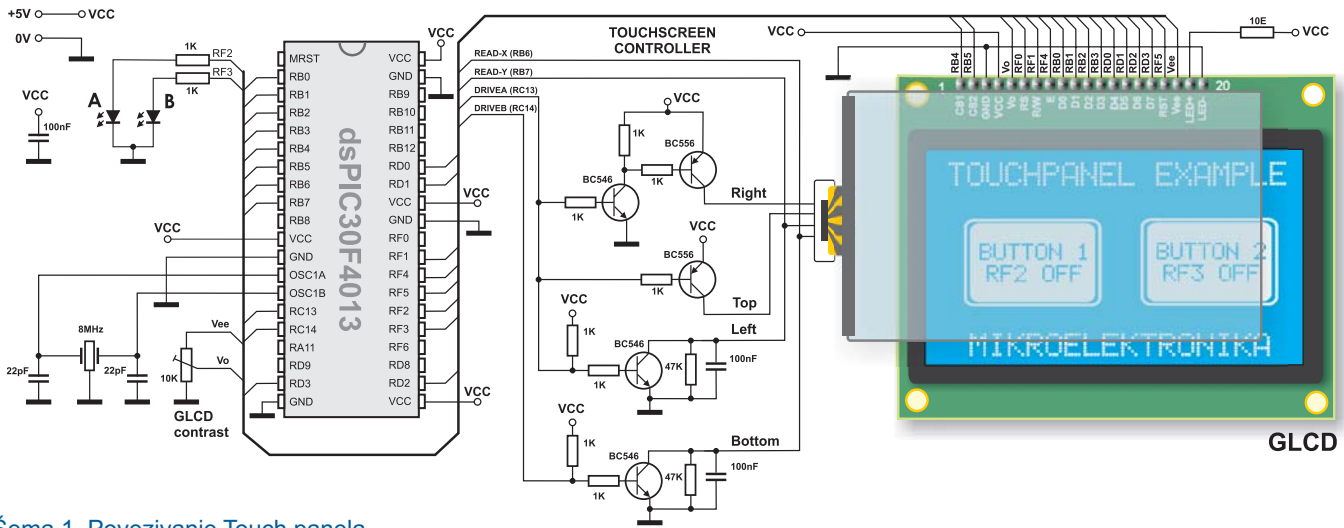 +5V
VCC
0V
VCC
100nF
A
B
1K
RF2
RF3
1K
VCC
MRST
RB0
RB1
RB2
RB3
RB4
RB5
RB6
RB7
RB8
VCC
GND
OSC1A
OSC1B
RC13
RC14
RA11
RD9
RD3
GND
dsPIC30F4013
VCC
GND
RB9
RB10
RB11
RB12
RD0
RD1
VCC
GND
RF0
RF1
RF4
RF5
RF2
RF3
RF6
RD8
RD2
VCC
VCC
VCC
VCC
8MHz
22pF
22pF
Vee
Vo
10K
GLCD
contrast
TOUCHSCREEN
CONTROLLER
READ-X (RB6)
READ-Y (RB7)
DRIVEA (RC13)
DRIVEB (RC14)
VCC
1K
BC556
BC546
1K
1K
Right
VCC
BC556
1K
Top
VCC
1K
Left
BC546
1K
47K
100nF
VCC
1K
Bottom
BC546
1K
47K
100nF
VCC
10E
VCC
RB4
RB5
Vo
RF0
RF1
RF4
RB0
RB1
RB2
RB3
RD0
RD1
RD2
RD3
RF5
Vee
1
20
CS1
CS2
GND
VCC
Vo
RS
R/W
E
D0
D1
D2
D3
D4
D5
D6
D7
RST
Vee
LED+
LED-
TOUCHPANEL EXAMPLE
BUTTON 1
RF2 OFF
BUTTON 2
RF3 OFF
MIKROELEKTRONIKA
GLCD
Šema 1. Povezivanje Touch panela